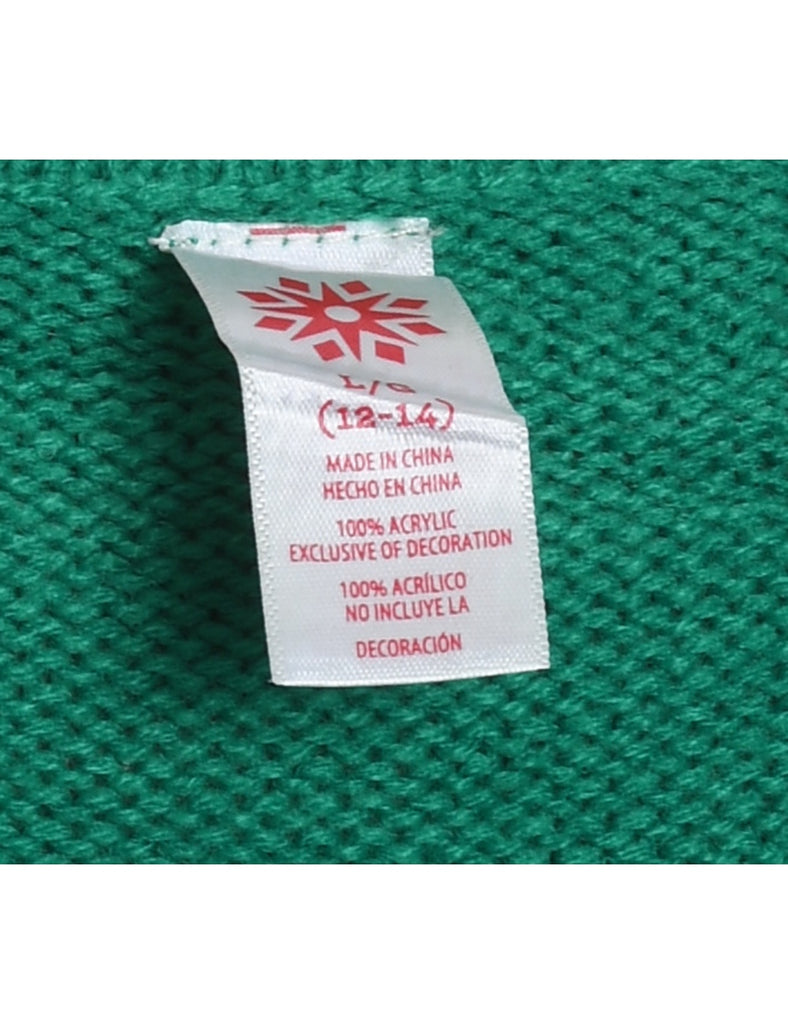 L/G
(12-14)
MADE IN CHINA
HECHO EN CHINA
100% ACRYLIC
EXCLUSIVE OF DECORATION
100% ACRÍLICO
NO INCLUYE LA
DECORACIÓN